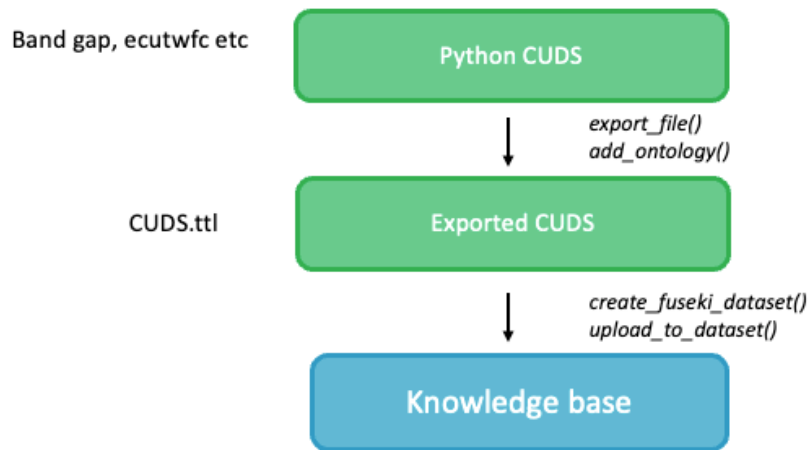 Band gap, ecutwfc etc
Python CUDS
export_file()
add_ontology()
CUDS.ttl
Exported CUDS
create_fuseki_dataset()
upload_to_dataset()
Knowledge base